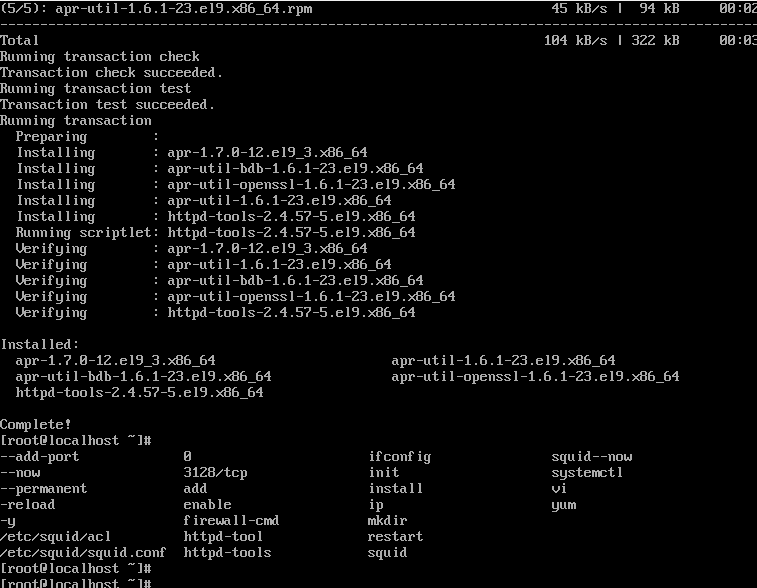 (5/5): apr-util-1.6.1-23.el9.x86_64.rpm 45 kB/s | 94 kB 00:02
--------------------------------------------------------------------------------
Total 104 kB/s | 322 kB 00:03
Running transaction check
Transaction check succeeded.
Running transaction test
Transaction test succeeded.
Running transaction
Preparing :
Installing : apr-1.7.0-12.el9_3.x86_64
Installing : apr-util-bdb-1.6.1-23.el9.x86_64
Installing : apr-util-openssl-1.6.1-23.el9.x86_64
Installing : apr-util-1.6.1-23.el9.x86_64
Installing : httpd-tools-2.4.57-5.el9.x86_64
Running scriptlet: httpd-tools-2.4.57-5.el9.x86_64
Verifying : apr-1.7.0-12.el9_3.x86_64
Verifying : apr-util-1.6.1-23.el9.x86_64
Verifying : apr-util-bdb-1.6.1-23.el9.x86_64
Verifying : apr-util-openssl-1.6.1-23.el9.x86_64
Verifying : httpd-tools-2.4.57-5.el9.x86_64
Installed:
apr-1.7.0-12.el9_3.x86_64 apr-util-1.6.1-23.el9.x86_64
apr-util-bdb-1.6.1-23.el9.x86_64 apr-util-openssl-1.6.1-23.el9.x86_64
httpd-tools-2.4.57-5.el9.x86_64
Complete!
[root@localhost ~]#
--add-port 0 ifconfig squid--now
--now 3128/tcp init systemctl
--permanent add install vi
-reload enable ip yum
-y firewall-cmd mkdir
/etc/squid/acl httpd-tool restart
/etc/squid/squid.conf httpd-tools squid
[root@localhost ~]#
[root@localhost ~]#